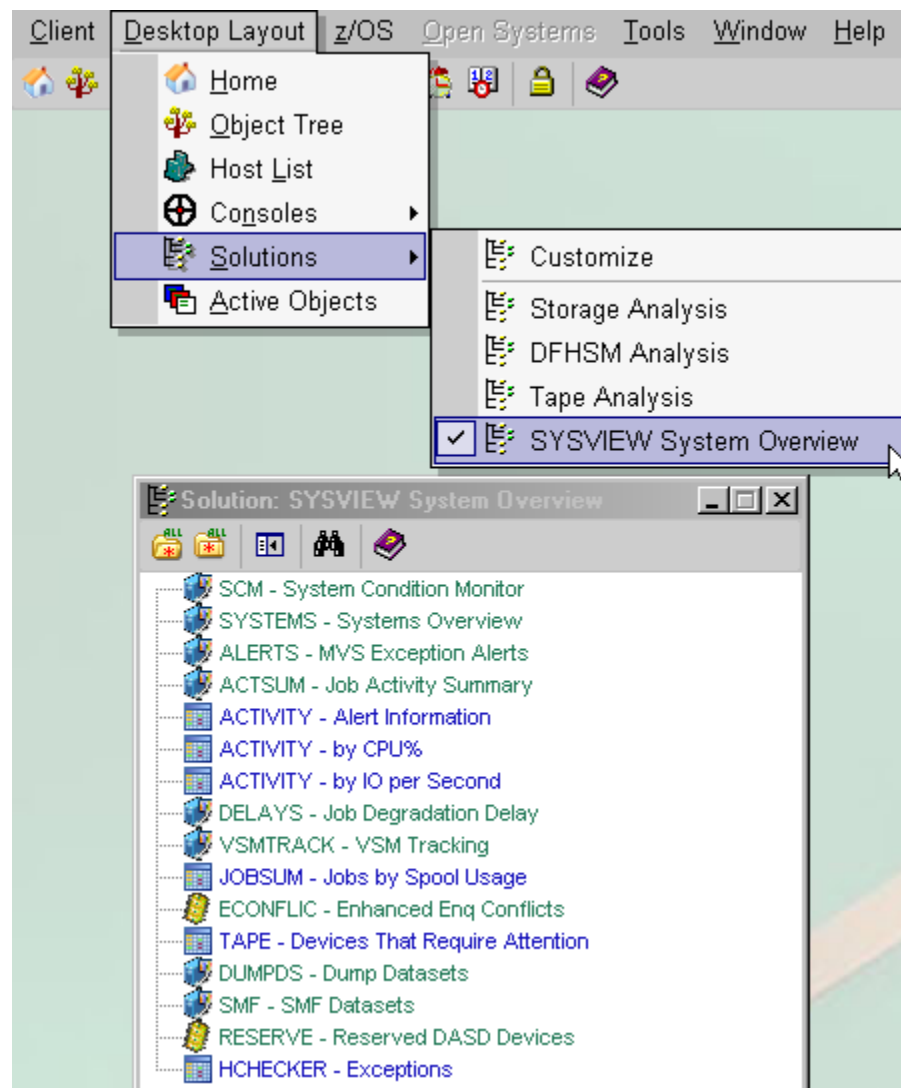 Client Desktop Layout z/OS Open Systems Tools Window Help
Home
Object Tree
Host List
Consoles
Solutions
Active Objects
Customize
Storage Analysis
DFHSM Analysis
Tape Analysis
SYSVIEW System Overview
Solution: SYSVIEW System Overview
ALL ALL
SCM - System Condition Monitor
SYSTEMS - Systems Overview
ALERTS - MVS Exception Alerts
ACTSUM - Job Activity Summary
ACTIVITY - Alert Information
ACTIVITY - by CPU%
ACTIVITY - by IO per Second
DELAYS - Job Degradation Delay
VSMTRACK - VSM Tracking
JOBSUM - Jobs by Spool Usage
ECONFLIC - Enhanced Enq Conflicts
TAPE - Devices That Require Attention
DUMPDS - Dump Datasets
SMF - SMF Datasets
RESERVE - Reserved DASD Devices
HCHECKER - Exceptions